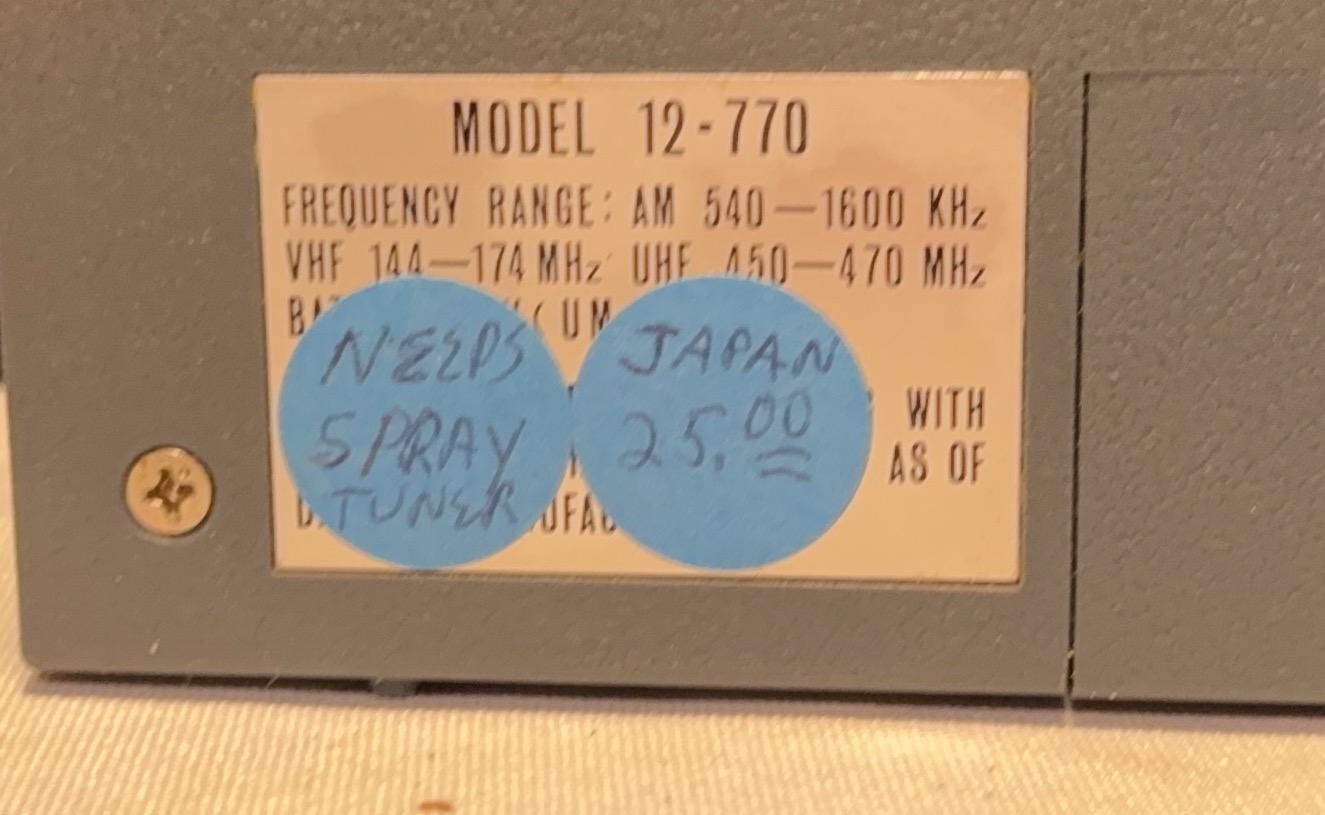 MODEL 12-770
FREQUENCY RANGE: AM 540—1600 KHz
VHF 144—174 MHz UHF 450—470 MHz
(UM
WITH
AS OF
NEEDS
SPRAY
TUNER
JAPAN
25.00